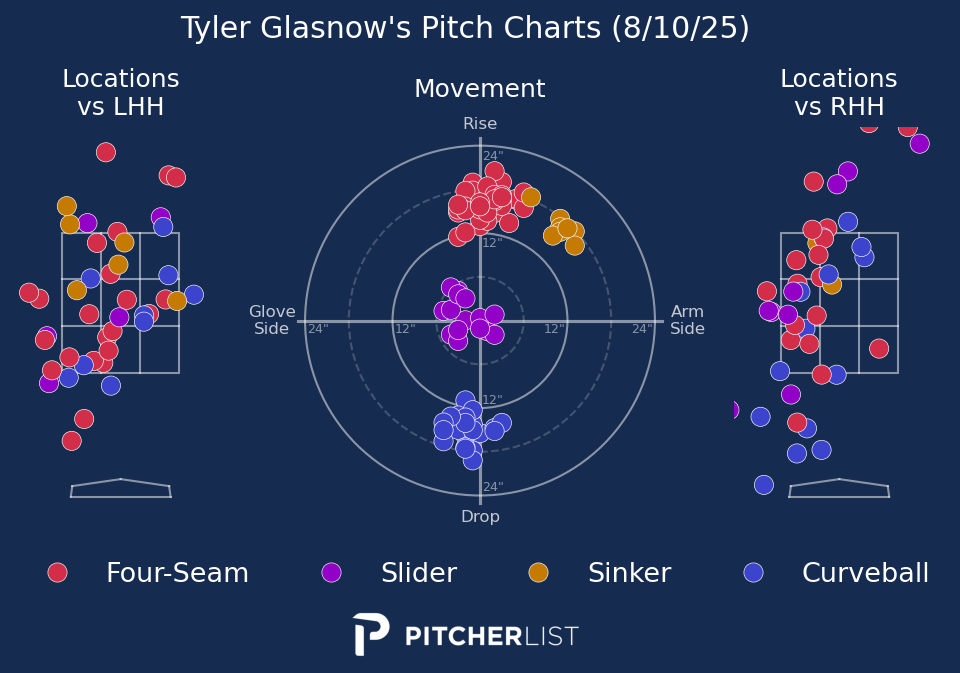 Tyler Glasnow's Pitch Charts (8/10/25)
Locations
vs LHH
Movement
Locations
vs RHH
Rise
24"
12"
Glove
Side
24"
12"
12"
24"
Arm
Side
12"
24"
Drop
Four-Seam
Slider
Sinker
Curveball
PITCHERLIST